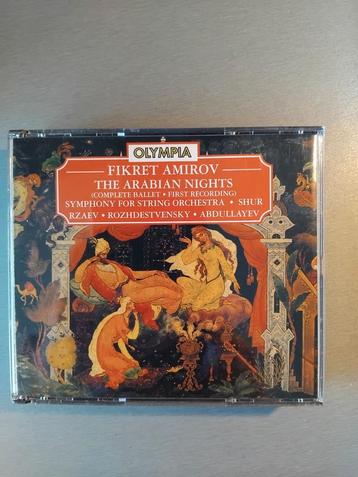 OLYMPIA
FIKRET AMIROV
THE ARABIAN NIGHTS
(COMPLETE BALLET • FIRST RECORDING)
SYMPHONY FOR STRING ORCHESTRA • SHUR
RZAEV • ROZHDESTVENSKY • ABDULLAYEV